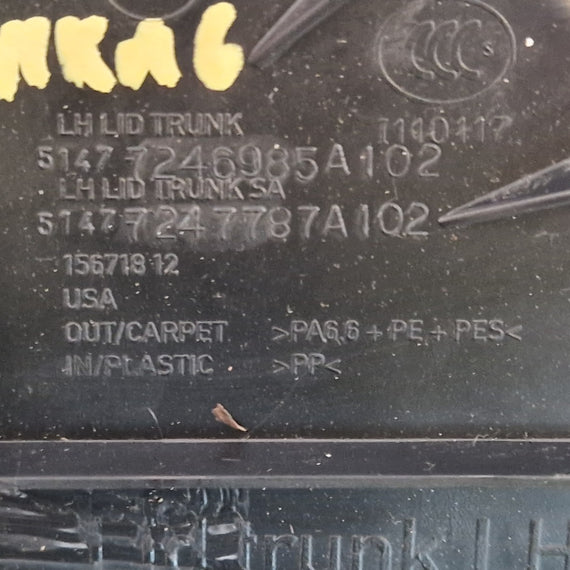 CCC S
LH LID TRUNK 1110417
5147 7246985A102
LH LID TRUNK SA
5147 7247787A102
15671812
USA
OUT/CARPET >PA6,6 + PE + PES<
IN/PLASTIC >PP<
trunk LH